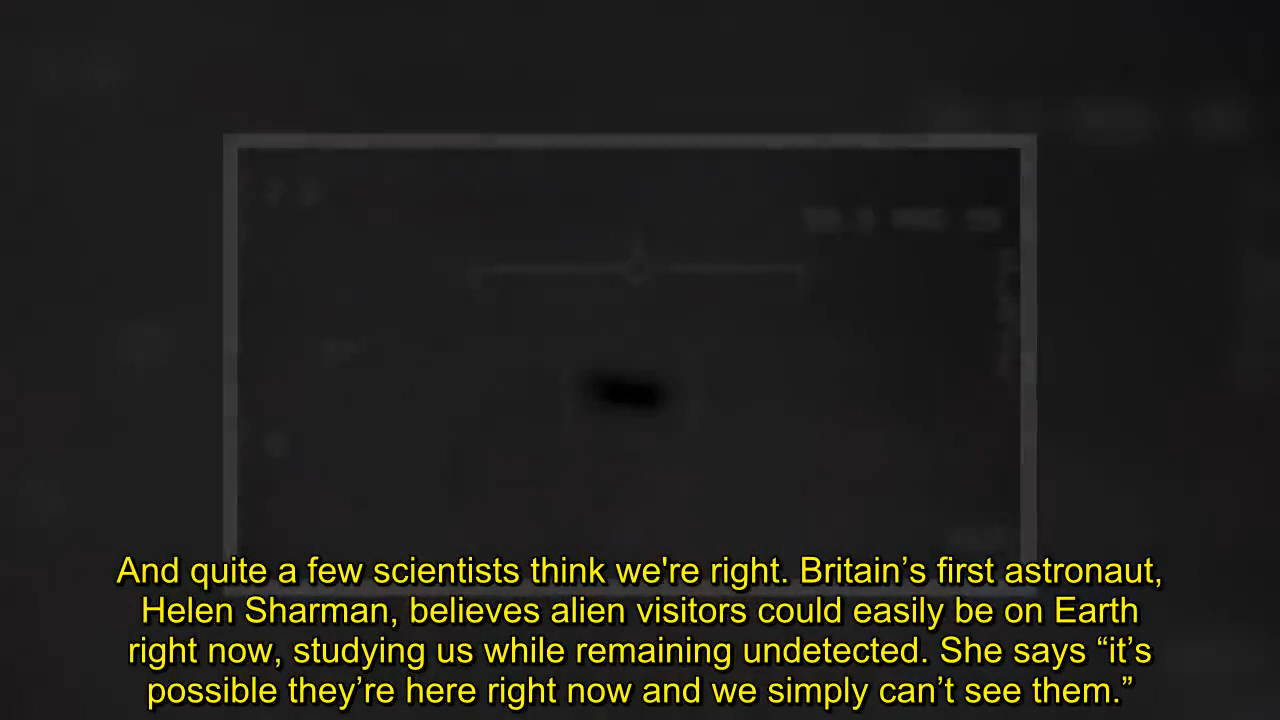 And quite a few scientists think we're right. Britain’s first astronaut,
Helen Sharman, believes alien visitors could easily be on Earth
right now, studying us while remaining undetected. She says “it’s
possible they’re here right now and we simply can’t see them.”